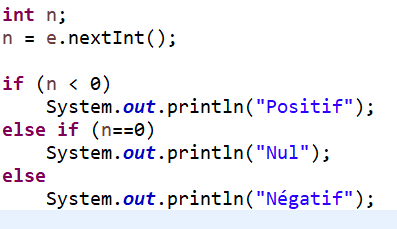 int n;
n = e.nextInt();
if (n < 0)
System.out.println("Positif");
else if (n==0)
System.out.println("Nul");
else
System.out.println("Négatif");